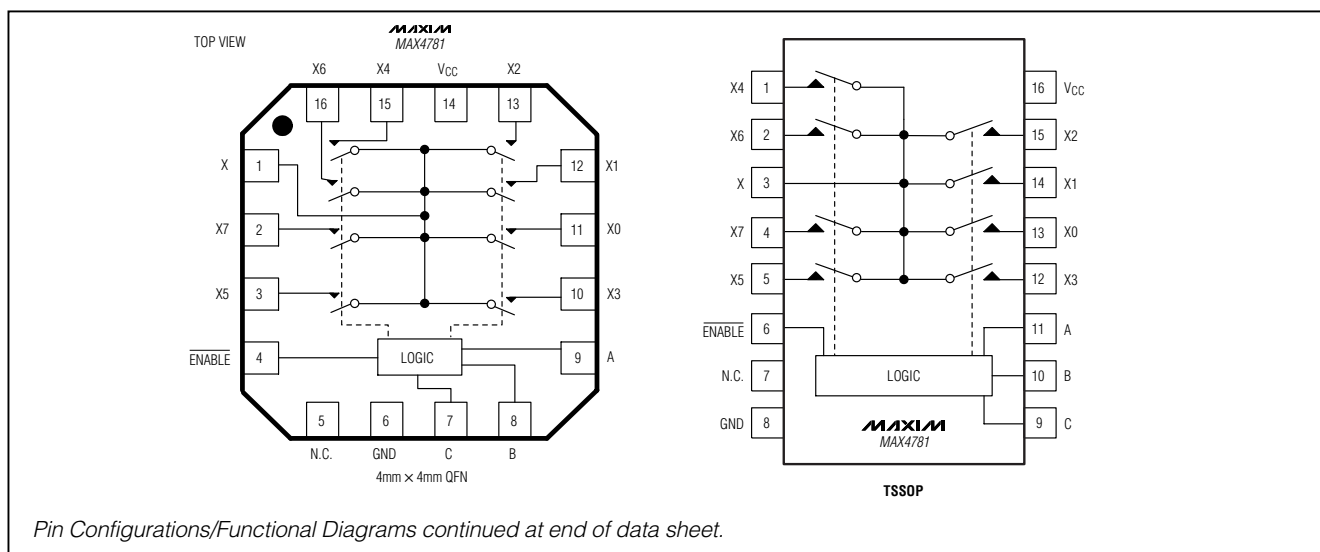 TOP VIEW
MAXIM
MAX4781
X6 X4 VCC X2
16 15 14 13
X 1
12 X1
X7 2
11 X0
X5 3
10 X3
ENABLE 4
LOGIC
9 A
5 6 7 8
N.C. GND C B
4mm × 4mm QFN
X4 1
16 VCC
X6 2
15 X2
X 3
14 X1
X7 4
13 X0
X5 5
12 X3
ENABLE 6
11 A
N.C. 7
LOGIC
10 B
GND 8
MAXIM
MAX4781
9 C
TSSOP
Pin Configurations/Functional Diagrams continued at end of data sheet.